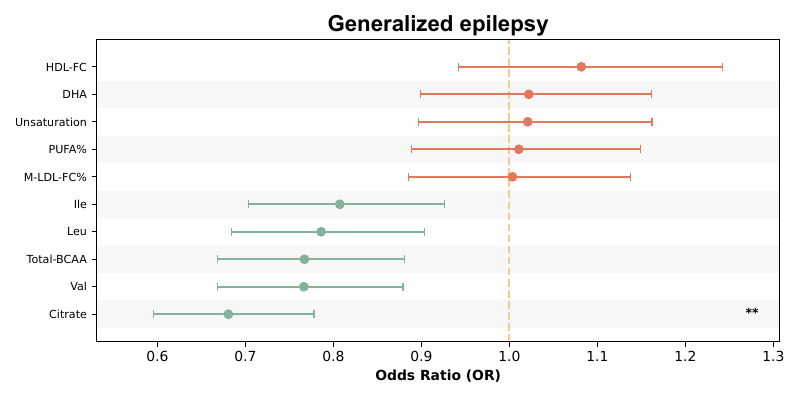 Generalized epilepsy
HDL-FC
DHA
Unsaturation
PUFA%
M-LDL-FC%
Ile
Leu
Total-BCAA
Val
Citrate
**
0.6 0.7 0.8 0.9 1.0 1.1 1.2 1.3
Odds Ratio (OR)